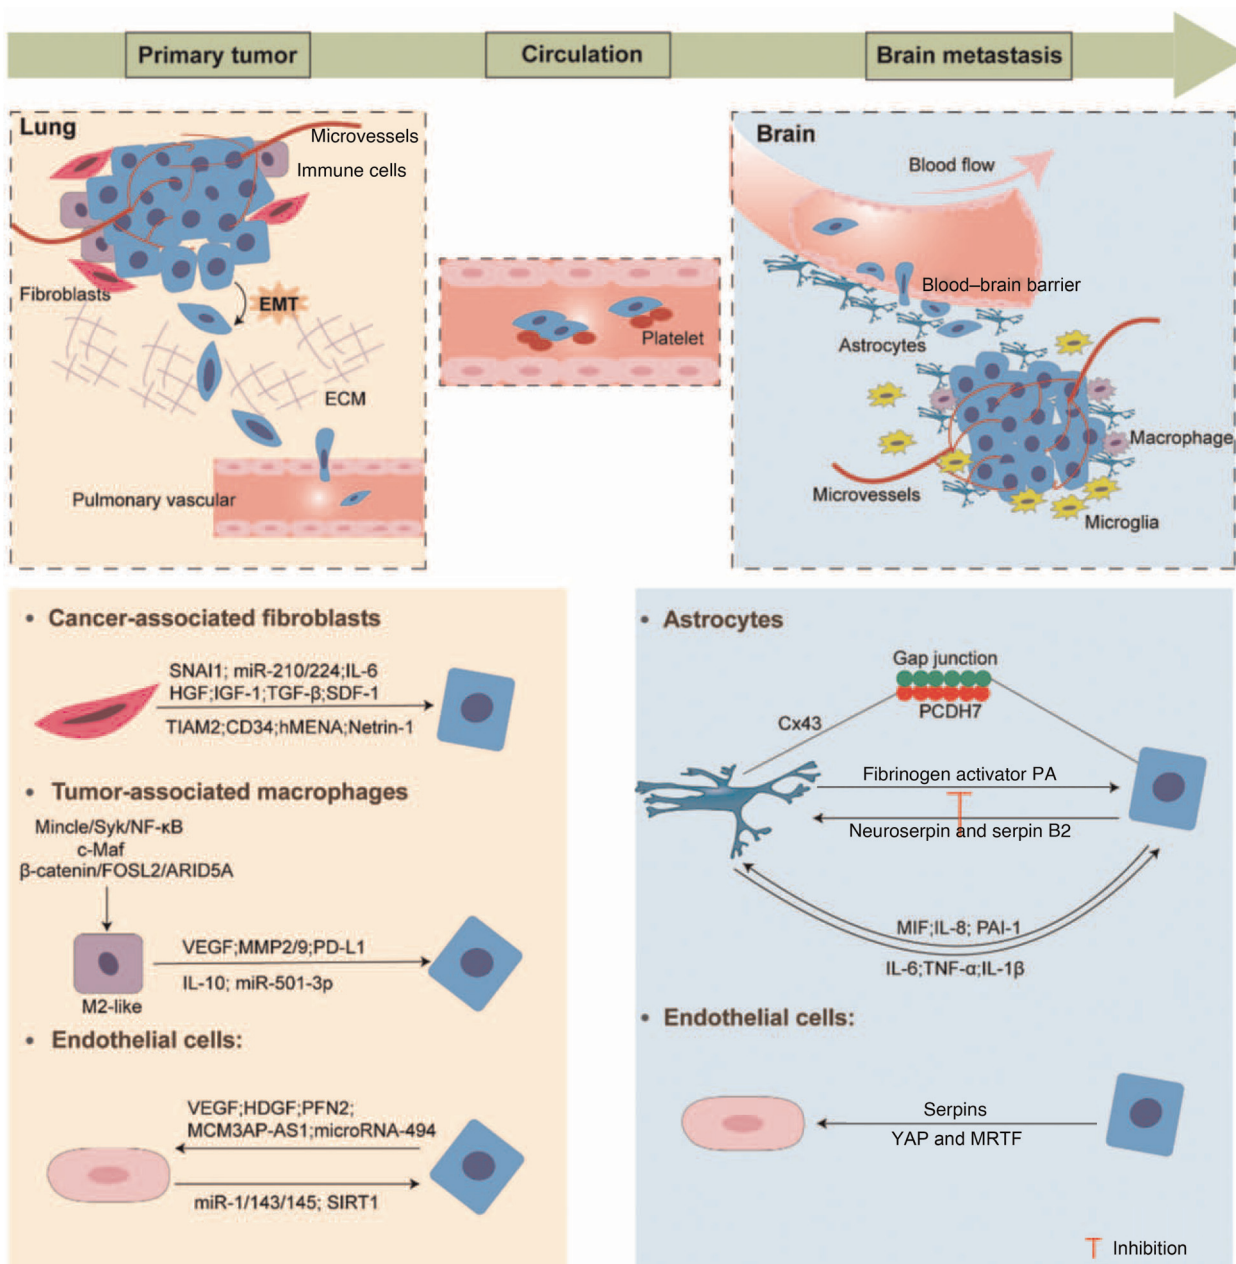 Primary tumor
Circulation
Brain metastasis
Lung
Microvessels
Immune cells
Fibroblasts
EMT
ECM
Pulmonary vascular
Platelet
Brain
Blood flow
Blood–brain barrier
Astrocytes
Macrophage
Microvessels
Microglia
• Cancer-associated fibroblasts
SNAI1; miR-210/224;IL-6
HGF;IGF-1;TGF-β;SDF-1
TIAM2;CD34;hMENA;Netrin-1
• Tumor-associated macrophages
Mincle/Syk/NF-κB
c-Maf
β-catenin/FOSL2/ARID5A
VEGF;MMP2/9;PD-L1
IL-10; miR-501-3p
M2-like
• Endothelial cells:
VEGF;HDGF;PFN2;
MCM3AP-AS1;microRNA-494
miR-1/143/145; SIRT1
• Astrocytes
Gap junction
PCDH7
Cx43
Fibrinogen activator PA
Neuroserpin and serpin B2
MIF;IL-8; PAI-1
IL-6;TNF-α;IL-1β
• Endothelial cells:
Serpins
YAP and MRTF
Inhibition